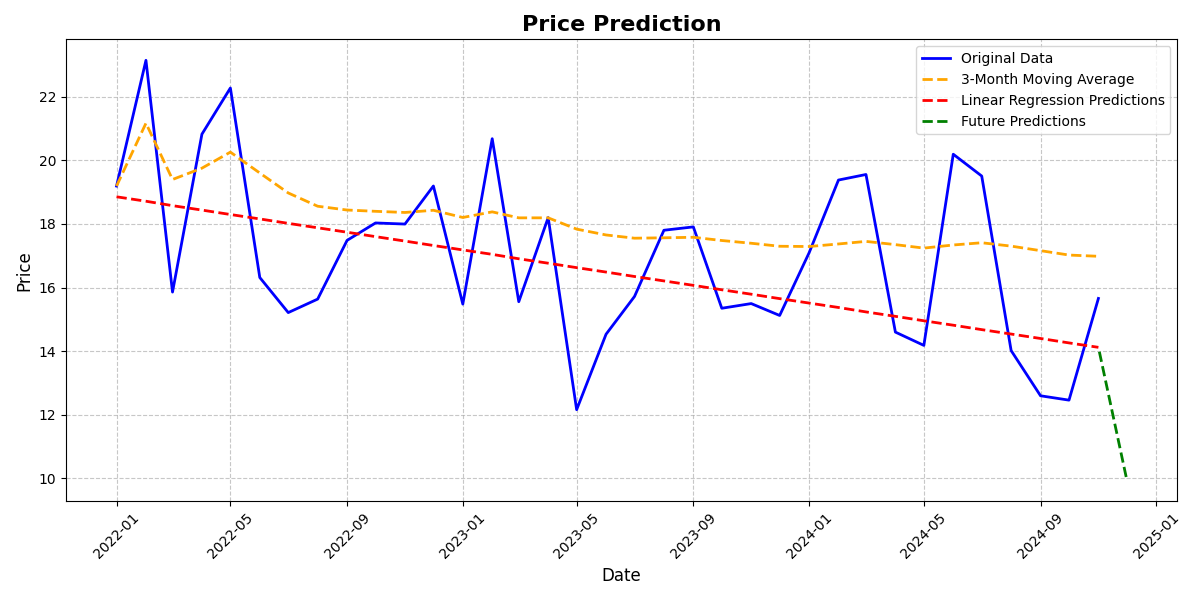 Price Prediction
Original Data
3-Month Moving Average
Linear Regression Predictions
Future Predictions
Price
22
20
18
16
14
12
10
2022-01
2022-05
2022-09
2023-01
2023-05
2023-09
2024-01
2024-05
2024-09
2025-01
Date